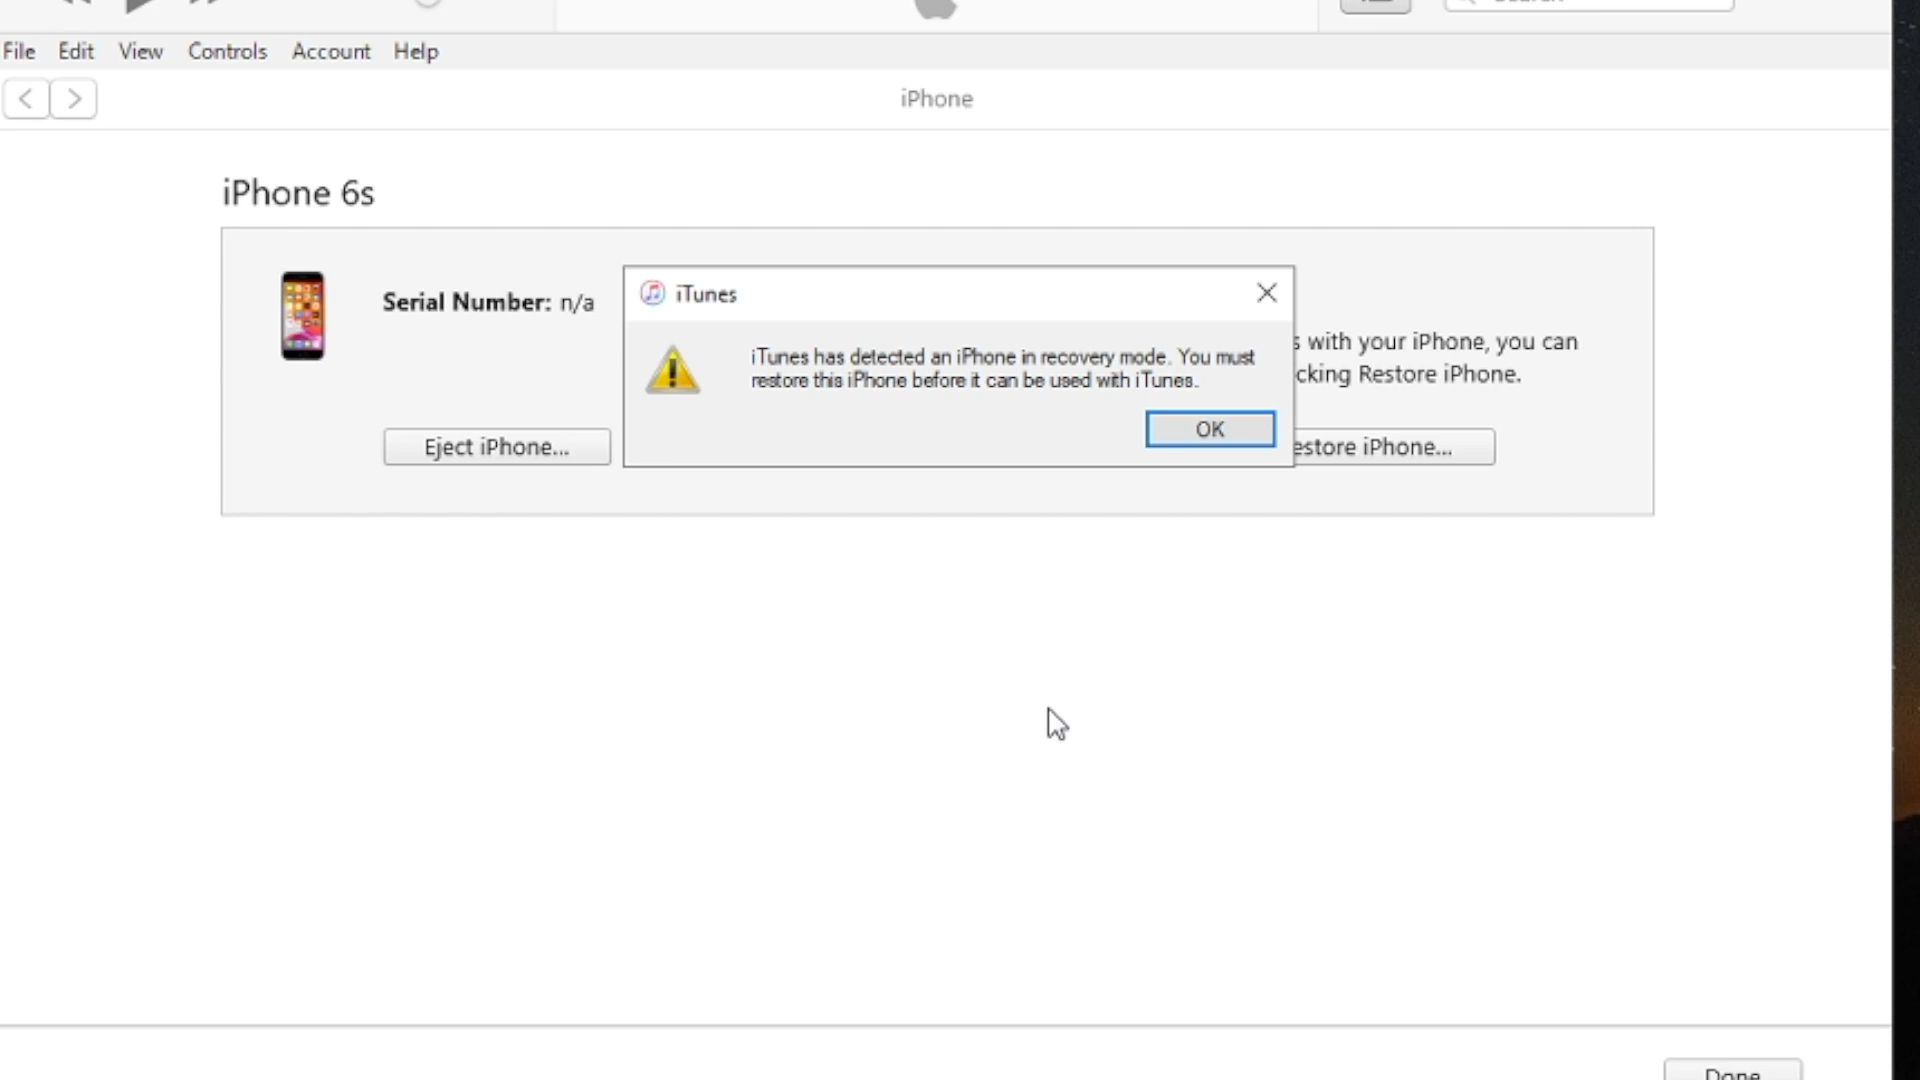 File Edit View Controls Account Help
iPhone
iPhone 6s
Serial Number: n/a
iTunes
iTunes has detected an iPhone in recovery mode. You must
restore this iPhone before it can be used with iTunes.
OK
s with your iPhone, you can
cking Restore iPhone.
Eject iPhone...
estore iPhone...
Done